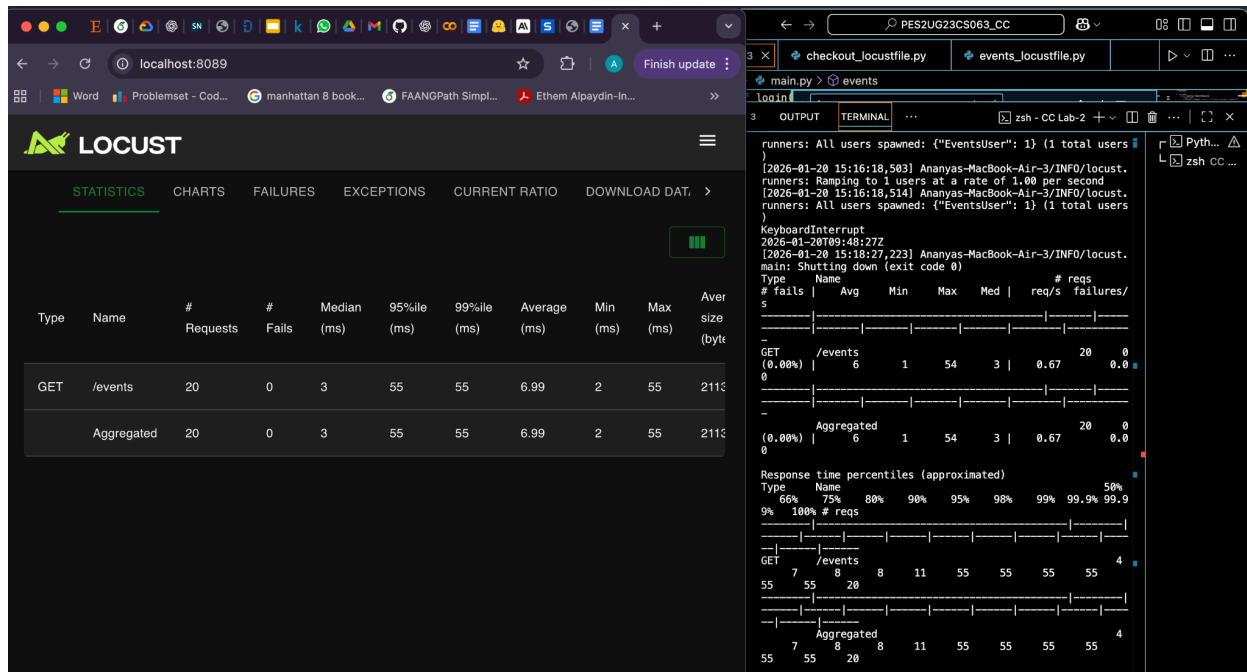 localhost:8089
Finish update
Word
Problemset - Cod...
manhattan 8 book...
FAANGPath Simpl...
Ethem Alpaydin-In...
LOCUST
STATISTICS CHARTS FAILURES EXCEPTIONS CURRENT RATIO DOWNLOAD DATA
Type Name # Requests # Fails Median (ms) 95%ile (ms) 99%ile (ms) Average (ms) Min (ms) Max (ms) Aver size (byte
GET /events 20 0 3 55 55 6.99 2 55 2113
Aggregated 20 0 3 55 55 6.99 2 55 2113
PES2UG23CS063_CC
3 checkout_locustfile.py events_locustfile.py
main.py > events
login(
3 OUTPUT TERMINAL ... zsh - CC Lab-2
Pyth...
zsh CC ...
runners: All users spawned: {"EventsUser": 1} (1 total users
)
[2026-01-20 15:16:18,503] Ananyas-MacBook-Air-3/INFO/locust.
runners: Ramping to 1 users at a rate of 1.00 per second
[2026-01-20 15:16:18,514] Ananyas-MacBook-Air-3/INFO/locust.
runners: All users spawned: {"EventsUser": 1} (1 total users
)
KeyboardInterrupt
2026-01-20T09:48:27Z
[2026-01-20 15:18:27,223] Ananyas-MacBook-Air-3/INFO/locust.
main: Shutting down (exit code 0)
Type Name # reqs
# fails | Avg Min Max Med | req/s failures/
s
--------|--------------------------------------|-------|-----
--------|-------|-------|-------|-------|--------|-----------
–
GET /events 20 0
(0.00%) | 6 1 54 3 | 0.67 0.0
0
--------|--------------------------------------|-------|-----
--------|-------|-------|-------|-------|--------|-----------
–
Aggregated 20 0
(0.00%) | 6 1 54 3 | 0.67 0.0
0
Response time percentiles (approximated)
Type Name 50%
66% 75% 80% 90% 95% 98% 99% 99.9% 99.9
9% 100% # reqs
--------|--------------------------------------|--------|
------|------|------|------|------|------|------|------|----
--|------|------
GET /events 4
7 8 8 11 55 55 55 55
55 55 20
--------|--------------------------------------|--------|
------|------|------|------|------|------|------|------|----
--|------|------
Aggregated 4
7 8 8 11 55 55 55 55
55 55 20